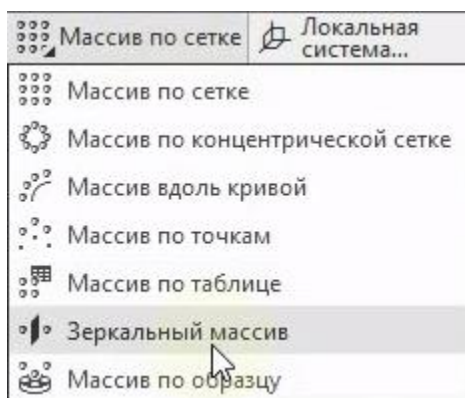 Массив по сетке
Локальная
система...
Массив по сетке
Массив по концентрической сетке
Массив вдоль кривой
Массив по точкам
Массив по таблице
Зеркальный массив
Массив по образцу